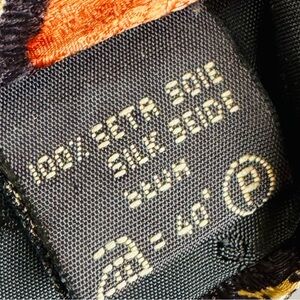 100% SETA SOIE
SILK SEIDE
= 40° P